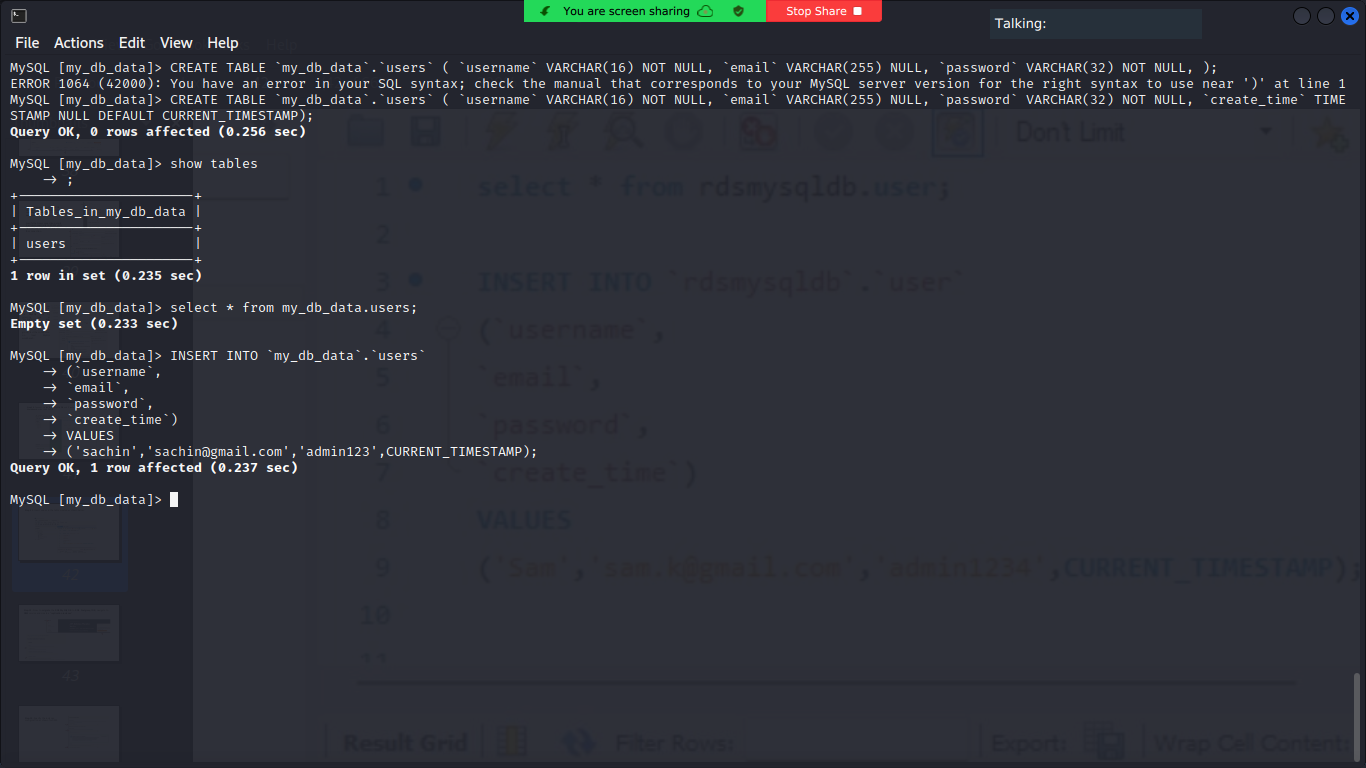 You are screen sharing Stop Share
Talking:
File Actions Edit View Help
MySQL [my_db_data]> CREATE TABLE `my_db_data`.`users` ( `username` VARCHAR(16) NOT NULL, `email` VARCHAR(255) NULL, `password` VARCHAR(32) NOT NULL, );
ERROR 1064 (42000): You have an error in your SQL syntax; check the manual that corresponds to your MySQL server version for the right syntax to use near ')' at line 1
MySQL [my_db_data]> CREATE TABLE `my_db_data`.`users` ( `username` VARCHAR(16) NOT NULL, `email` VARCHAR(255) NULL, `password` VARCHAR(32) NOT NULL, `create_time` TIME
STAMP NULL DEFAULT CURRENT_TIMESTAMP);
Query OK, 0 rows affected (0.256 sec)
MySQL [my_db_data]> show tables
→ ;
| Tables_in_my_db_data |
| users |
1 row in set (0.235 sec)
MySQL [my_db_data]> select * from my_db_data.users;
Empty set (0.233 sec)
MySQL [my_db_data]> INSERT INTO `my_db_data`.`users`
→ (`username`,
→ `email`,
→ `password`,
→ `create_time`)
→ VALUES
→ ('sachin','sachin@gmail.com','admin123',CURRENT_TIMESTAMP);
Query OK, 1 row affected (0.237 sec)
MySQL [my_db_data]>
Don't Limit
1 select * from rdsmysqldb.user;
2
3 INSERT INTO `rdsmysqldb`.`user`
4 (`username`,
5 `email`,
6 `password`,
7 `create_time`)
8 VALUES
9 ('Sam','sam.k@gmail.com','admin1234',CURRENT_TIMESTAMP);
10
11
Result Grid Filter Rows: Export: Wrap Cell Content:
43